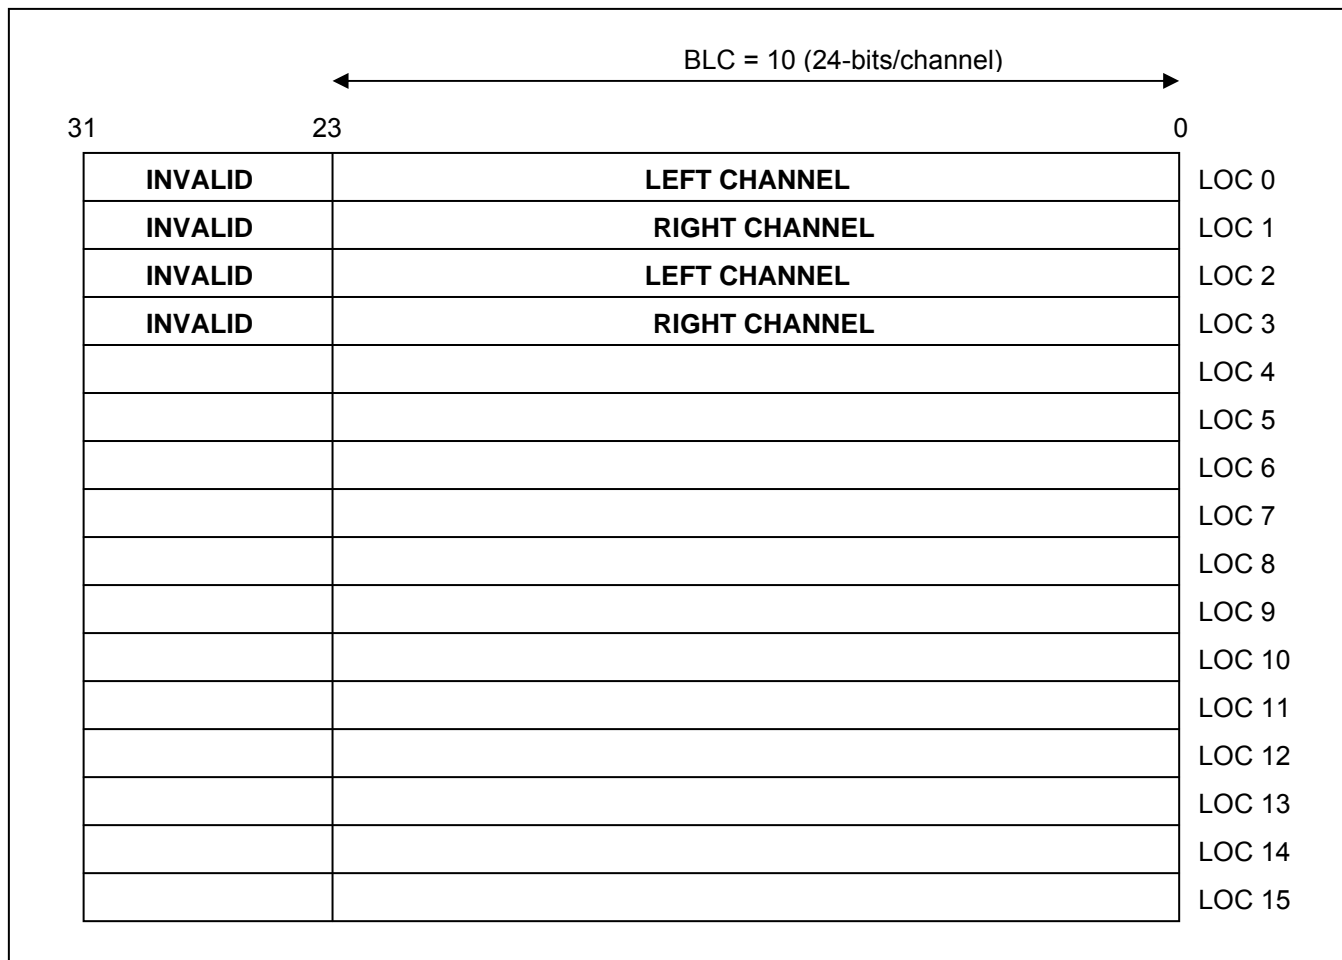 BLC = 10 (24-bits/channel)
31 23 0
INVALID LEFT CHANNEL LOC 0
INVALID RIGHT CHANNEL LOC 1
INVALID LEFT CHANNEL LOC 2
INVALID RIGHT CHANNEL LOC 3
LOC 4
LOC 5
LOC 6
LOC 7
LOC 8
LOC 9
LOC 10
LOC 11
LOC 12
LOC 13
LOC 14
LOC 15